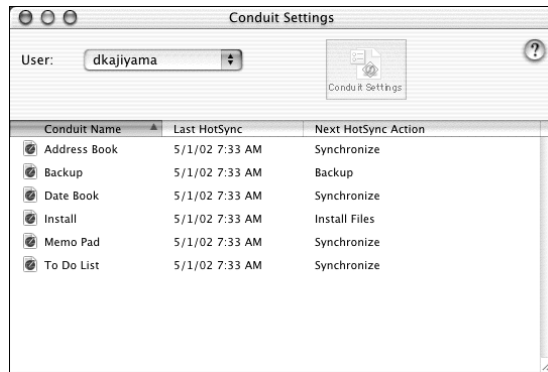 Conduit Settings
User: dkajiyama
?
Conduit Settings
Conduit Name Last HotSync Next HotSync Action
Address Book 5/1/02 7:33 AM Synchronize
Backup 5/1/02 7:33 AM Backup
Date Book 5/1/02 7:33 AM Synchronize
Install 5/1/02 7:33 AM Install Files
Memo Pad 5/1/02 7:33 AM Synchronize
To Do List 5/1/02 7:33 AM Synchronize